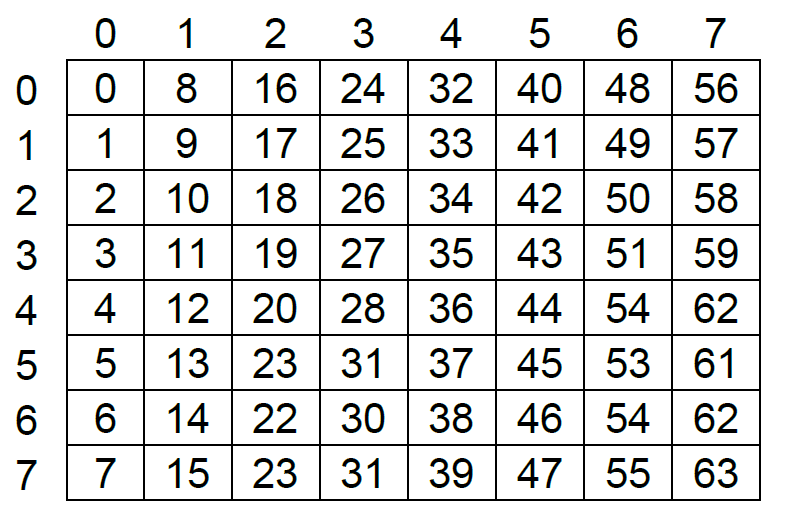 0 1 2 3 4 5 6 7
0 0 8 16 24 32 40 48 56
1 1 9 17 25 33 41 49 57
2 2 10 18 26 34 42 50 58
3 3 11 19 27 35 43 51 59
4 4 12 20 28 36 44 54 62
5 5 13 23 31 37 45 53 61
6 6 14 22 30 38 46 54 62
7 7 15 23 31 39 47 55 63